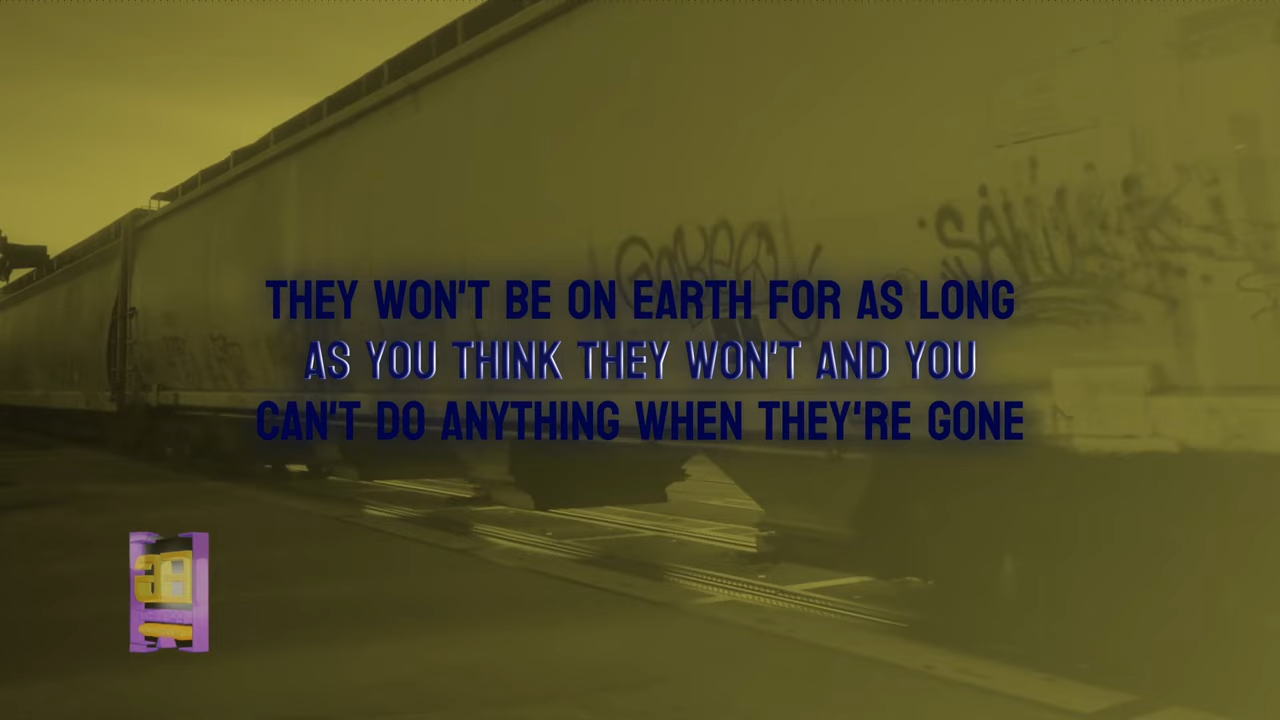 THEY WON'T BE ON EARTH FOR AS LONG
AS YOU THINK THEY WON'T AND YOU
CAN'T DO ANYTHING WHEN THEY'RE GONE